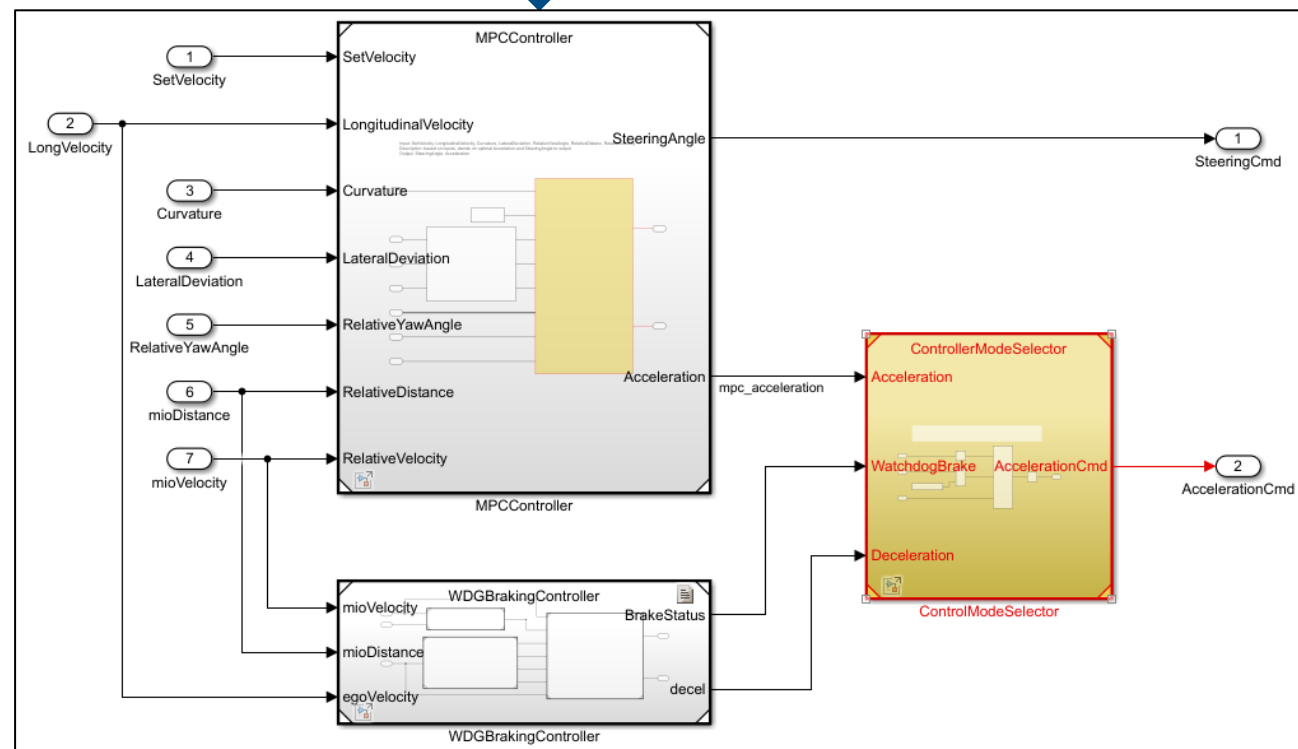 MPCController
1
SetVelocity
SetVelocity
2
LongVelocity
LongitudinalVelocity
SteeringAngle
1
SteeringCmd
3
Curvature
Curvature
4
LateralDeviation
LateralDeviation
5
RelativeYawAngle
RelativeYawAngle
6
mioDistance
RelativeDistance
Acceleration
mpc_acceleration
7
mioVelocity
RelativeVelocity
MPCController
ControllerModeSelector
Acceleration
WatchdogBrake
AccelerationCmd
Deceleration
ControlModeSelector
2
AccelerationCmd
WDGBrakingController
mioVelocity
BrakeStatus
mioDistance
egoVelocity
decel
WDGBrakingController